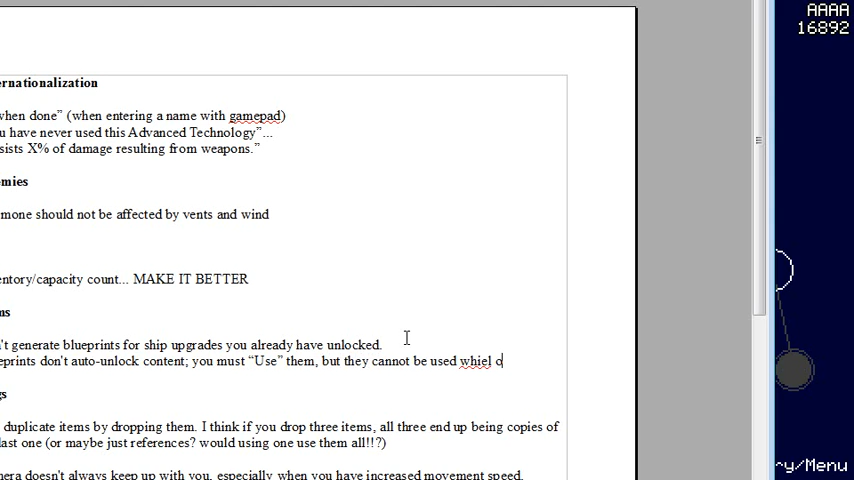 ernationalization
when done” (when entering a name with gamepad)
u have never used this Advanced Technology”...
sists X% of damage resulting from weapons.”
emies
mone should not be affected by vents and wind
entory/capacity count... MAKE IT BETTER
ms
't generate blueprints for ship upgrades you already have unlocked.
eprints don't auto-unlock content; you must “Use” them, but they cannot be used whiel o
gs
duplicate items by dropping them. I think if you drop three items, all three end up being copies of
last one (or maybe just references? would using one use them all!!?)
nera doesn't always keep up with you, especially when you have increased movement speed.
AAAA
16892
~y/Menu